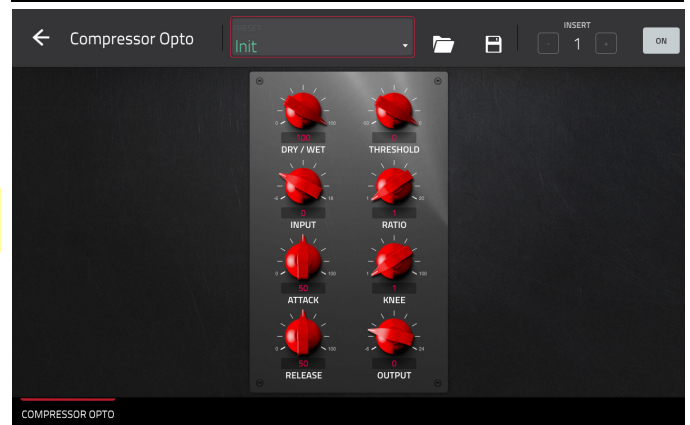 Compressor Opto
PRESET
Init
INSERT
- 1 +
ON
0 100
100
DRY / WET
-50 0
0
THRESHOLD
-6 18
0
INPUT
1 20
1
RATIO
0 100
50
ATTACK
1 100
1
KNEE
0 100
50
RELEASE
-6 24
0
OUTPUT
COMPRESSOR OPTO